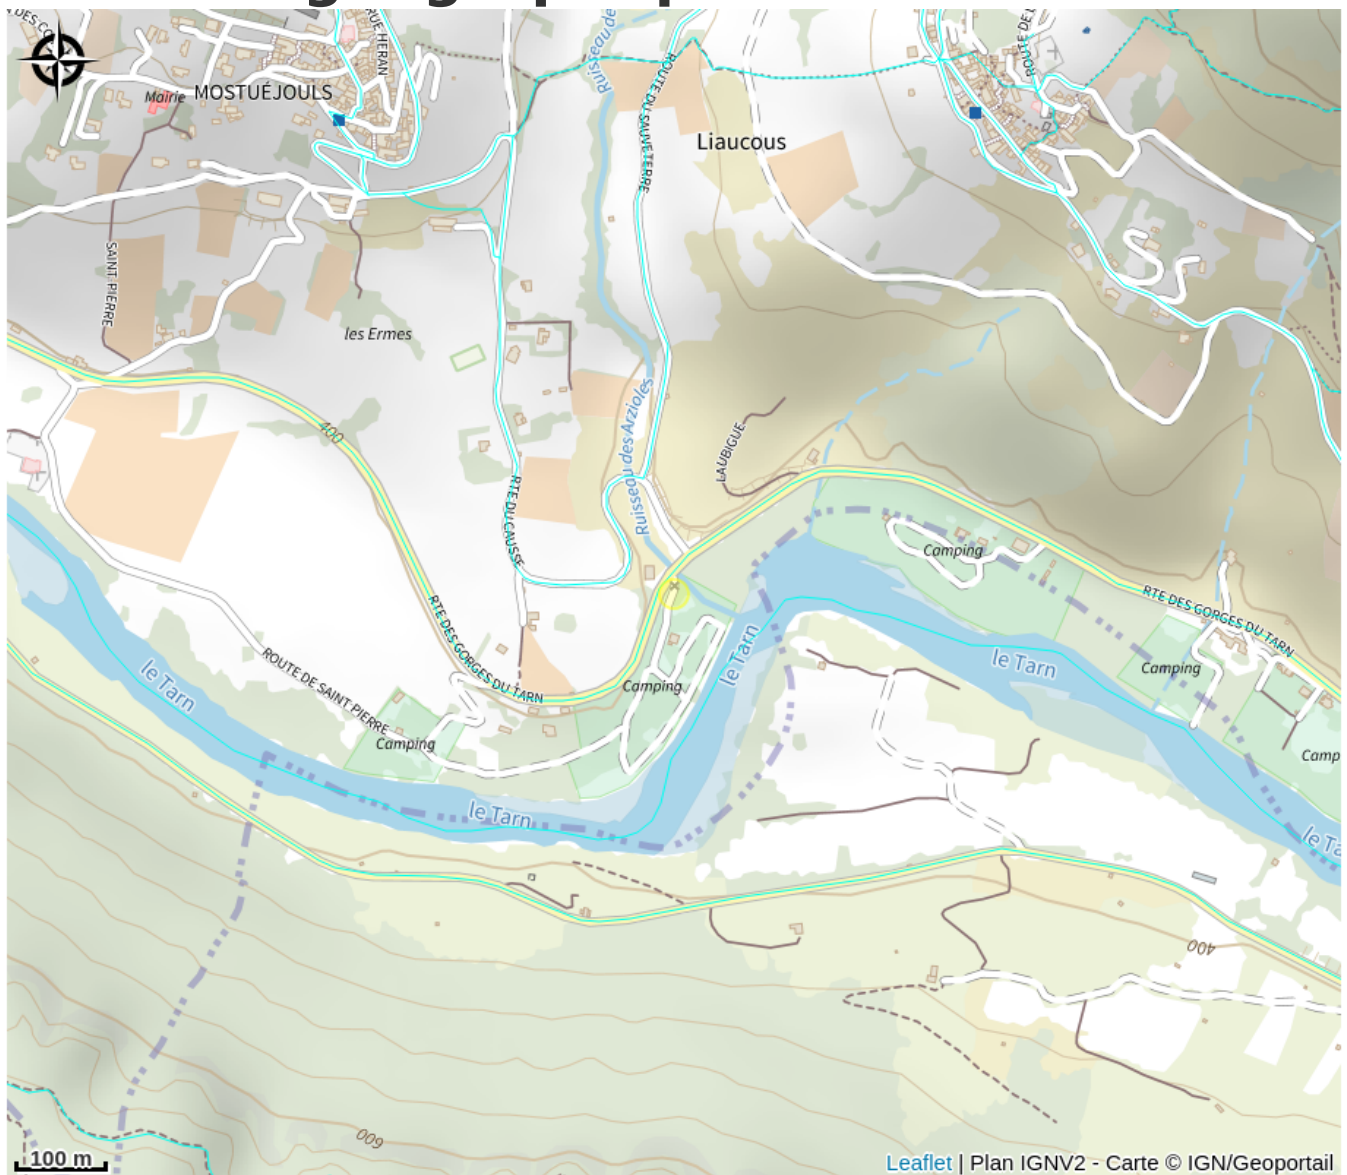 RUE HERAN
Ruisseau de
ROUTE DU SAUVETERRE
MOSTUÉJOULS
Mairie
Liaucous
SAINT PIERRE
les Ermes
400
Ruisseau des Arzioles
LAUBIGUE
RTE DU CAUSSE
Camping
RTE DES GORGES DU TARN
RTE DES GORGES DU TARN
le Tarn
le Tarn
Camping
Camping
ROUTE DE SAINT PIERRE
le Tarn
Camping
Camp
le Tarn
le Ta
400
600
100 m
Leaflet | Plan IGNV2 - Carte © IGN/Geoportail